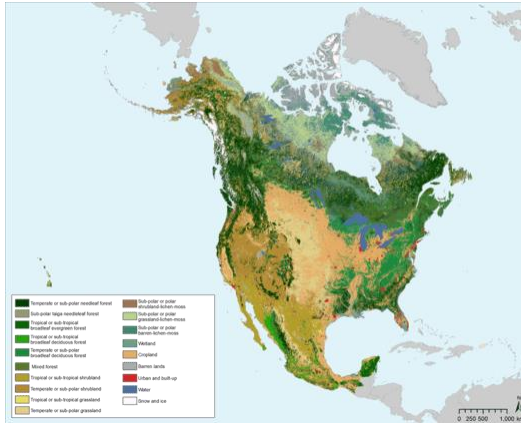 Temperate or sub-polar needleaf forest
Sub-polar taiga needleleaf forest
Tropical or sub-tropical
broadleaf evergreen forest
Tropical or sub-tropical
broadleaf deciduous forest
Temperate or sub-polar
broadleaf deciduous forest
Mixed forest
Tropical or sub-tropical shrubland
Temperate or sub-polar shrubland
Tropical or sub-tropical grassland
Temperate or sub-polar grassland
Sub-polar or polar
shrubland-lichen-moss
Sub-polar or polar
grassland-lichen-moss
Sub-polar or polar
barren-lichen-moss
Wetland
Cropland
Barren lands
Urban and built-up
Water
Snow and ice
0 250 500 1,000